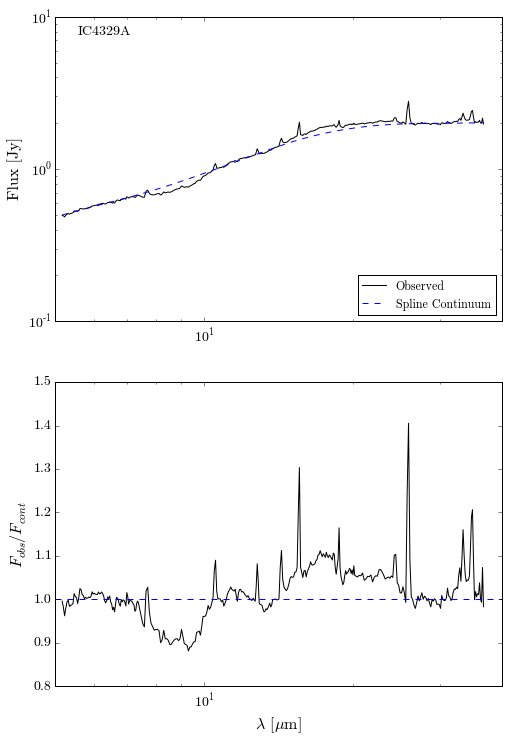 10^1
IC4329A
Flux [Jy]
10^0
Observed
Spline Continuum
10^-1
10^1
1.5
1.4
1.3
1.2
1.1
1.0
0.9
0.8
F_obs/F_cont
10^1
λ [μm]